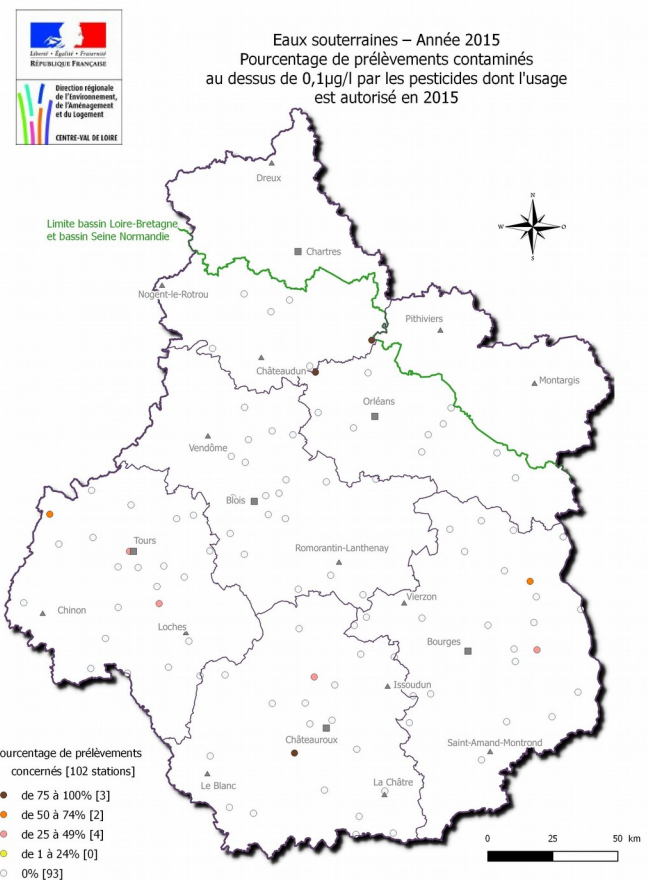 Eaux souterraines – Année 2015
Pourcentage de prélèvements contaminés
au dessus de 0,1µg/l par les pesticides dont l'usage
est autorisé en 2015
Liberté • Égalité • Fraternité
RÉPUBLIQUE FRANÇAISE
Direction régionale
de l'Environnement,
de l'Aménagement
et du Logement
CENTRE-VAL DE LOIRE
Dreux
N
W
O
S
Limite bassin Loire-Bretagne
et bassin Seine Normandie
Chartres
Nogent-le-Rotrou
Pithiviers
Châteaudun
Montargis
Orléans
Vendôme
Blois
Tours
Romorantin-Lanthenay
Vierzon
Chinon
Loches
Bourges
Issoudun
Châteauroux
Saint-Amand-Montrond
Le Blanc
La Châtre
ourcentage de prélèvements
concernés [102 stations]
de 75 à 100% [3]
de 50 à 74% [2]
de 25 à 49% [4]
de 1 à 24% [0]
0% [93]
0 25 50 km